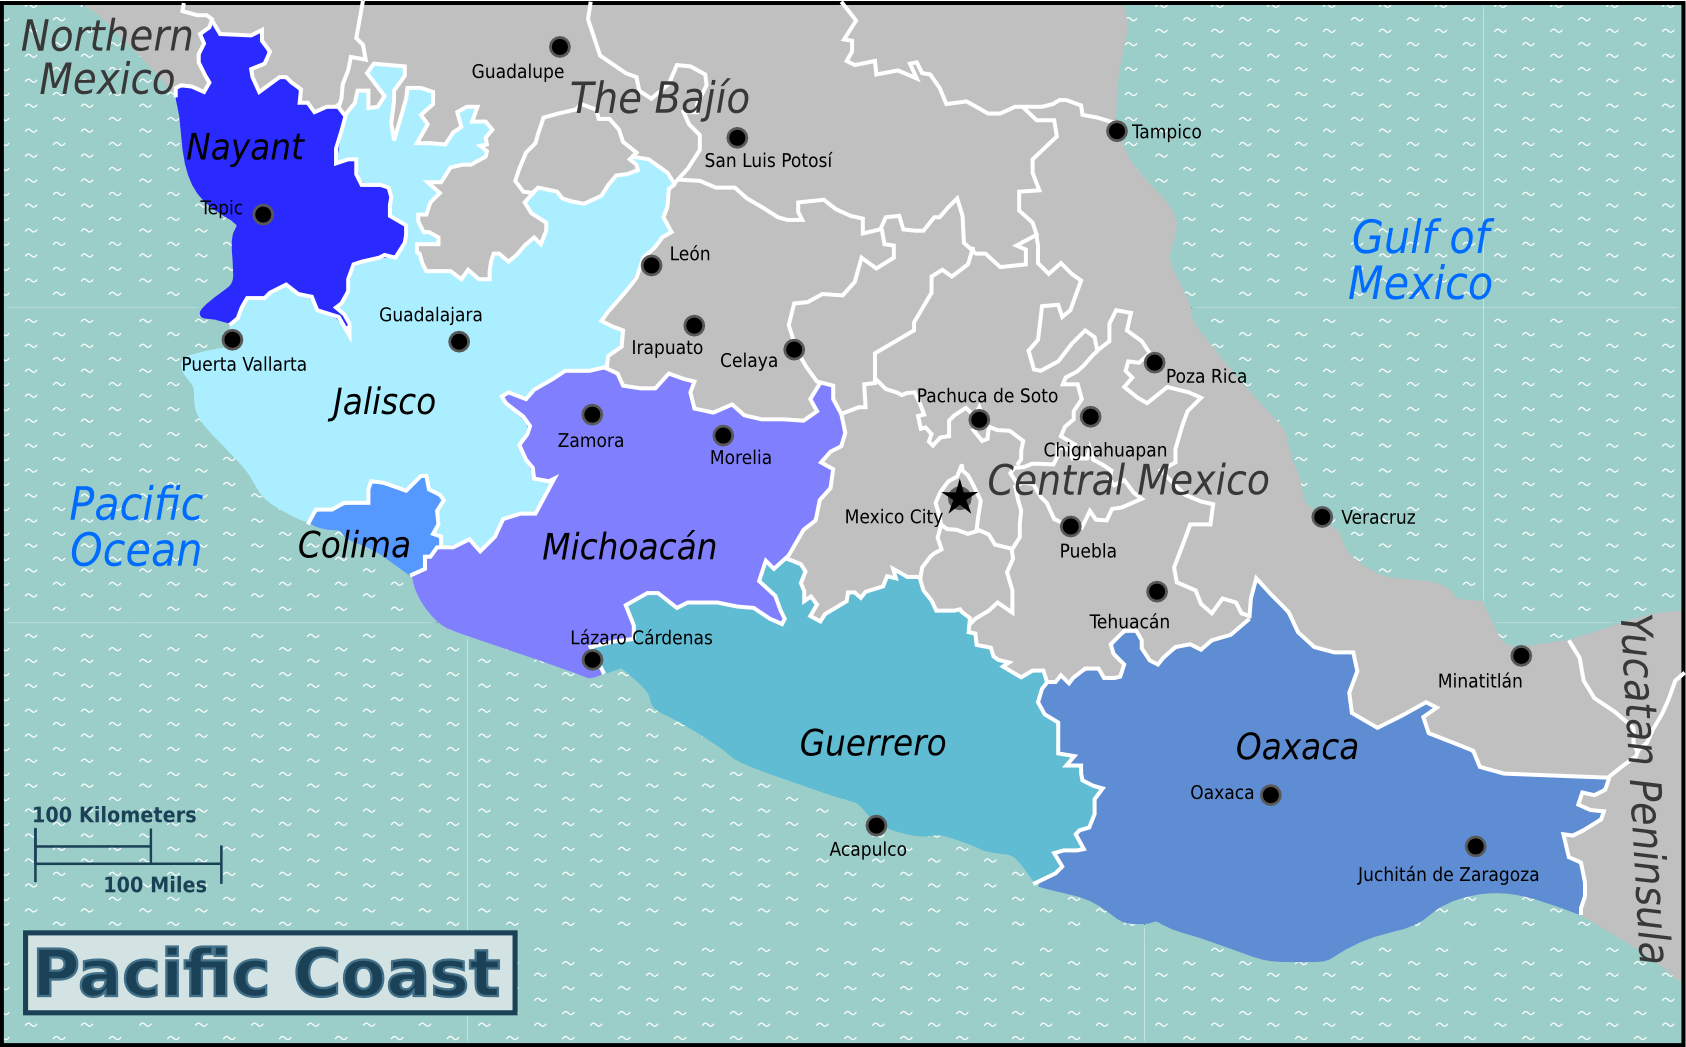 Northern
Mexico
Guadalupe
The Bajío
San Luis Potosí
Tampico
Nayant
Tepic
Gulf of
Mexico
León
Guadalajara
Irapuato
Celaya
Puerta Vallarta
Poza Rica
Jalisco
Pachuca de Soto
Zamora
Morelia
Chignahuapan
Central Mexico
Pacific
Ocean
Mexico City
Veracruz
Colima
Michoacán
Puebla
Tehuacán
Lázaro Cárdenas
Minatitlán
Yucatan Peninsula
Guerrero
Oaxaca
Oaxaca
100 Kilometers
100 Miles
Acapulco
Juchitán de Zaragoza
Pacific Coast